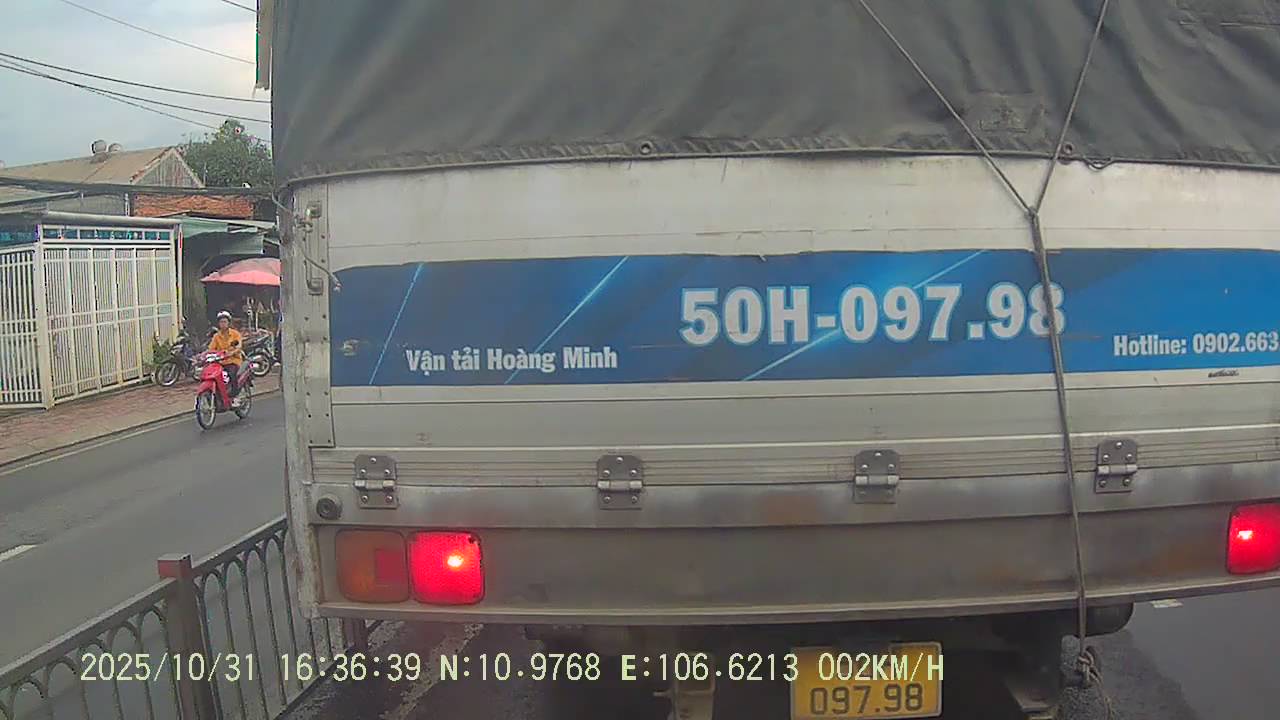 50H-097.98
Vận tải Hoàng Minh
Hotline: 0902.663
2025/10/31 16:36:39 N:10.9768 E:106.6213 002KM/H
097.98